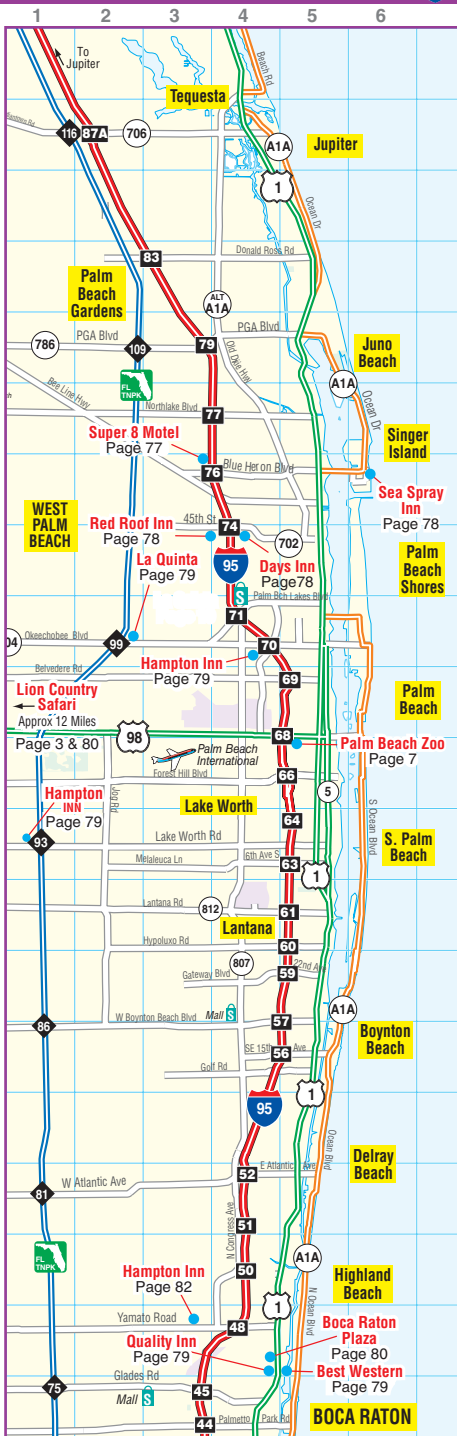 1 2 3 4 5 6
To
Jupiter
Beach Rd
Tequesta
116
87A
706
A1A
Jupiter
1
Ocean Dr
Donald Ross Rd
83
Palm
Beach
Gardens
ALT
A1A
786
PGA Blvd
109
79
PGA Blvd
Old Dixie Hwy
Juno
Beach
A1A
Ocean Dr
FL
TNPK
Bee Line Hwy
Northlake Blvd
77
Super 8 Motel
Page 77
76
Blue Heron Blvd
Singer
Island
Sea Spray
Inn
Page 78
WEST
PALM
BEACH
Red Roof Inn
Page 78
45th St
74
702
95
Days Inn
Page78
Palm
Beach
Shores
La Quinta
Page 79
S
Palm Bch Lakes Blvd
71
04
Okeechobee Blvd
99
70
Belvedere Rd
Hampton Inn
Page 79
69
Lion Country
Safari
Approx 12 Miles
Page 3 & 80
98
Palm Beach
International
68
Palm Beach
Palm Beach Zoo
Page 7
Forest Hill Blvd
66
5
Jog Rd
Hampton
INN
Page 79
Lake Worth
64
S Ocean Blvd
93
Lake Worth Rd
S. Palm
Beach
Melaleuca Ln
6th Ave S
63
1
Lantana Rd
812
61
Lantana
Hypoluxo Rd
60
807
22nd Ave
Gateway Blvd
59
A1A
86
W Boynton Beach Blvd
Mall
S
57
Boynton
Beach
SE 15th Ave
56
Golf Rd
1
95
Ocean Blvd
Delray
Beach
E Atlantic Ave
52
81
W Atlantic Ave
N Congress Ave
51
FL
TNPK
50
A1A
Highland
Beach
Hampton Inn
Page 82
1
N Ocean Blvd
Yamato Road
48
Boca Raton
Plaza
Page 80
Quality Inn
Page 79
Best Western
Page 79
75
Glades Rd
45
Mall
S
44
Palmetto Park Rd
BOCA RATON